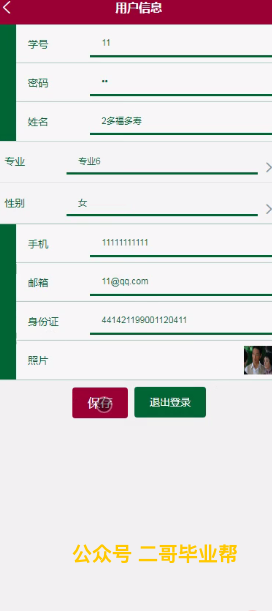 用户信息
学号 11
密码 ••
姓名 2多福多寿
专业 专业6
性别 女
手机 11111111111
邮箱 11@qq.com
身份证 441421199001120411
照片
保存 退出登录
公众号 二哥毕业帮